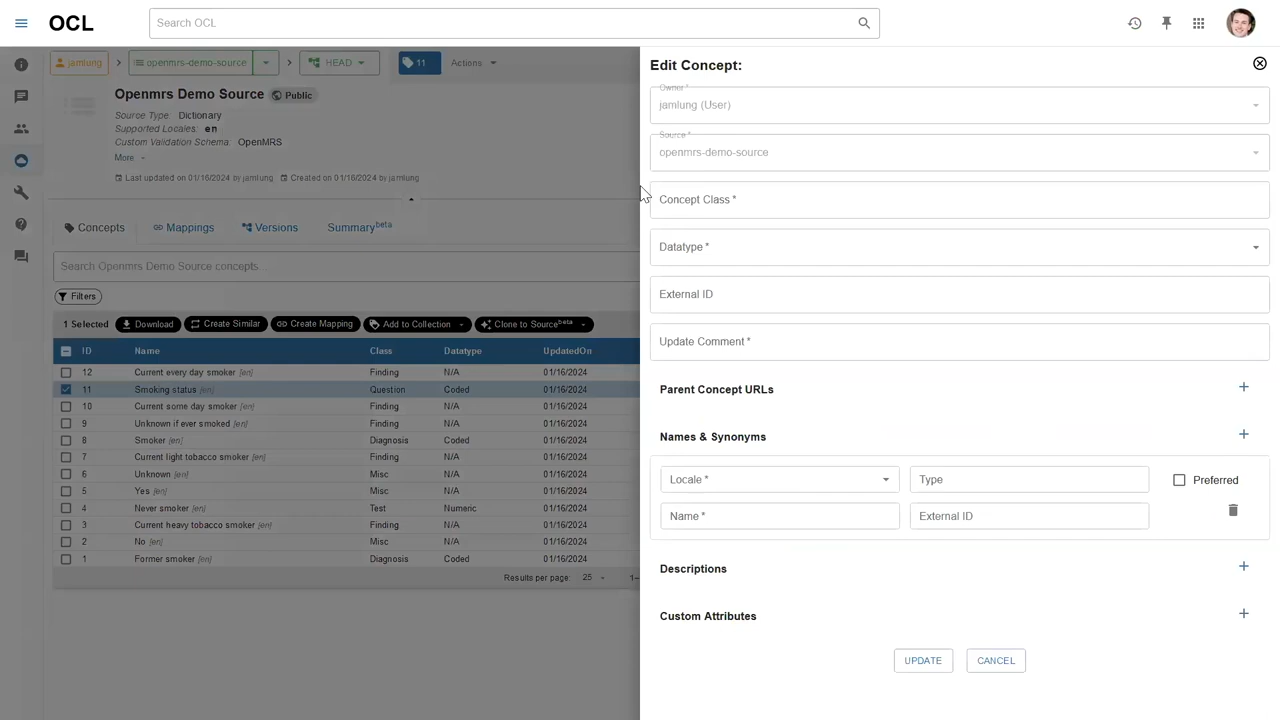 OCL
Search OCL
jamlung
openmrs-demo-source
HEAD
11
Actions
Openmrs Demo Source
Public
Source Type: Dictionary
Supported Locales: en
Custom Validation Schema: OpenMRS
More
Last updated on 01/16/2024 by jamlung Created on 01/16/2024 by jamlung
Concepts Mappings Versions Summary beta
Search Openmrs Demo Source concepts
Filters
1 Selected Download Create Similar Create Mapping Add to Collection Clone to Source beta
ID Name Class Datatype UpdatedOn
12 Current every day smoker [en] Finding N/A 01/16/2024
11 Smoking status [en] Question Coded 01/16/2024
10 Current some day smoker [en] Finding N/A 01/16/2024
9 Unknown if ever smoked [en] Finding N/A 01/16/2024
8 Smoker [en] Diagnosis Coded 01/16/2024
7 Current light tobacco smoker [en] Finding N/A 01/16/2024
6 Unknown [en] Misc N/A 01/16/2024
5 Yes [en] Misc N/A 01/16/2024
4 Never smoker [en] Test Numeric 01/16/2024
3 Current heavy tobacco smoker [en] Finding N/A 01/16/2024
2 No [en] Misc N/A 01/16/2024
1 Former smoker [en] Diagnosis Coded 01/16/2024
Results per page: 25 1–
Edit Concept:
Owner *
jamlung (User)
Source *
openmrs-demo-source
Concept Class *
Datatype *
External ID
Update Comment *
Parent Concept URLs
Names & Synonyms
Locale * Type Preferred
Name * External ID
Descriptions
Custom Attributes
UPDATE CANCEL